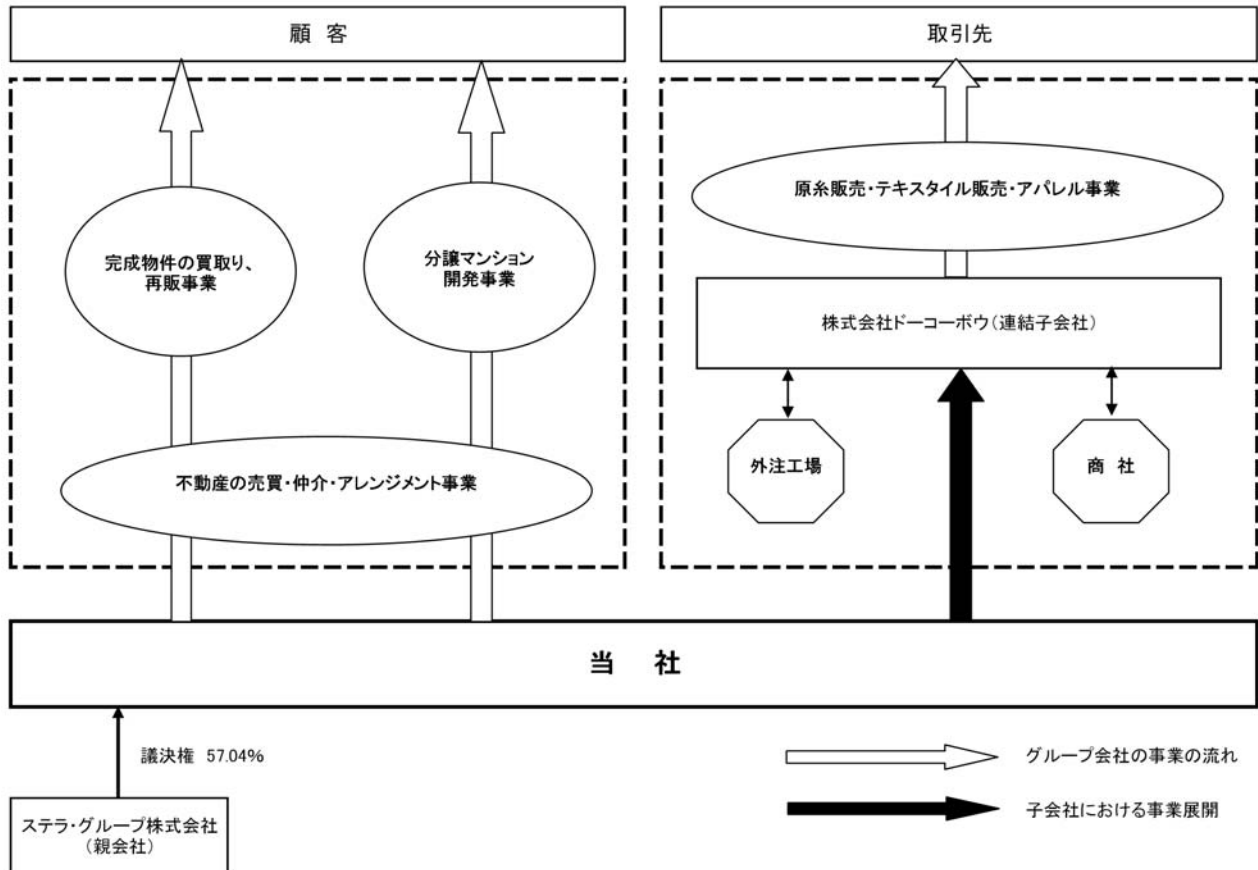 顧 客
取引先
完成物件の買取り、
再販事業
分譲マンション
開発事業
不動産の売買・仲介・アレンジメント事業
原糸販売・テキスタイル販売・アパレル事業
株式会社ドーコーボウ(連結子会社)
外注工場
商 社
当 社
議決権 57.04%
ステラ・グループ株式会社
(親会社)
グループ会社の事業の流れ
子会社における事業展開